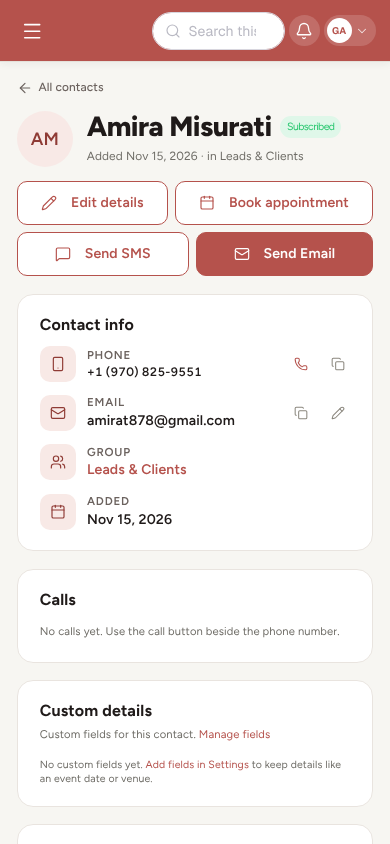 Search this
GA
All contacts
AM
Amira Misurati
Subscribed
Added Nov 15, 2026 · in Leads & Clients
Edit details
Book appointment
Send SMS
Send Email
Contact info
PHONE
+1 (970) 825-9551
EMAIL
amirat878@gmail.com
GROUP
Leads & Clients
ADDED
Nov 15, 2026
Calls
No calls yet. Use the call button beside the phone number.
Custom details
Custom fields for this contact. Manage fields
No custom fields yet. Add fields in Settings to keep details like
an event date or venue.